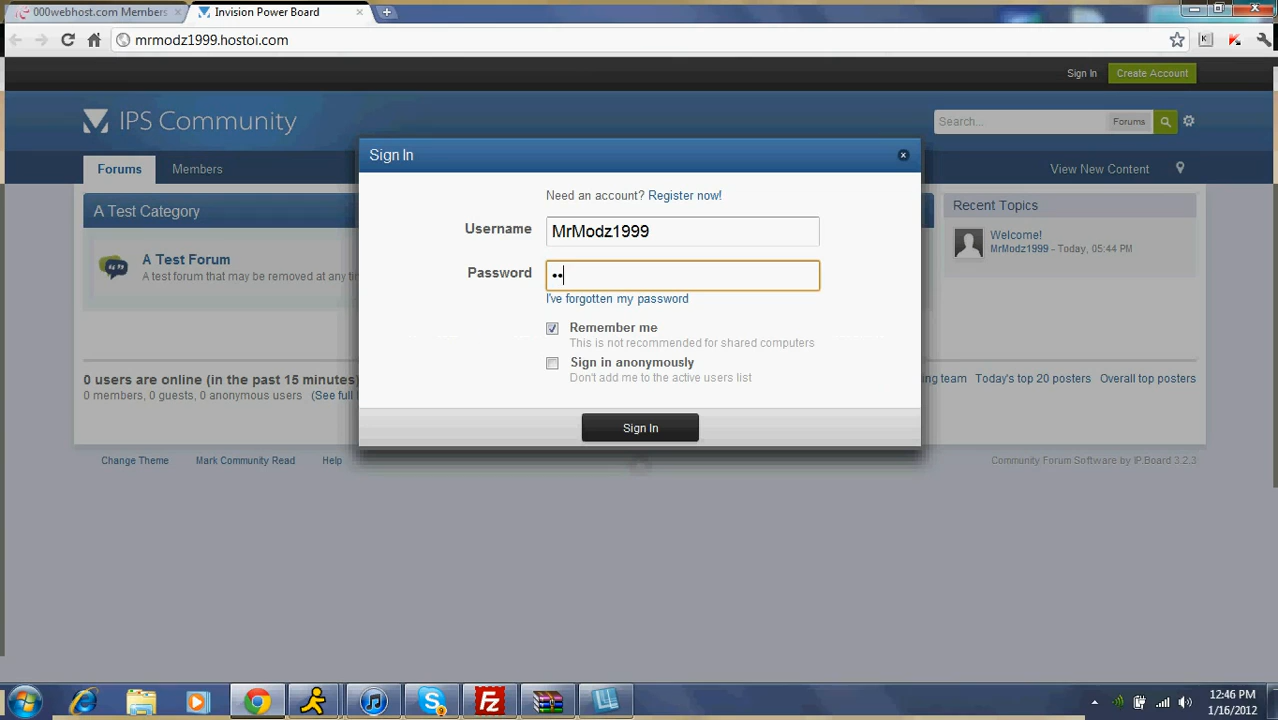 000webhost.com Members
Invision Power Board
mrmodz1999.hostoi.com
Sign In
Create Account
IPS Community
Search...
Forums
Forums
Members
View New Content
Sign In
Need an account? Register now!
Username
MrModz1999
Password
I've forgotten my password
Remember me
This is not recommended for shared computers
Sign in anonymously
Don't add me to the active users list
Sign In
A Test Category
A Test Forum
A test forum that may be removed at any
Recent Topics
Welcome!
MrModz1999 - Today, 05:44 PM
0 users are online (in the past 15 minutes)
0 members, 0 guests, 0 anonymous users (See full
team Today's top 20 posters Overall top posters
Change Theme Mark Community Read Help
Community Forum Software by IP.Board 3.2.3
12:46 PM
1/16/2012